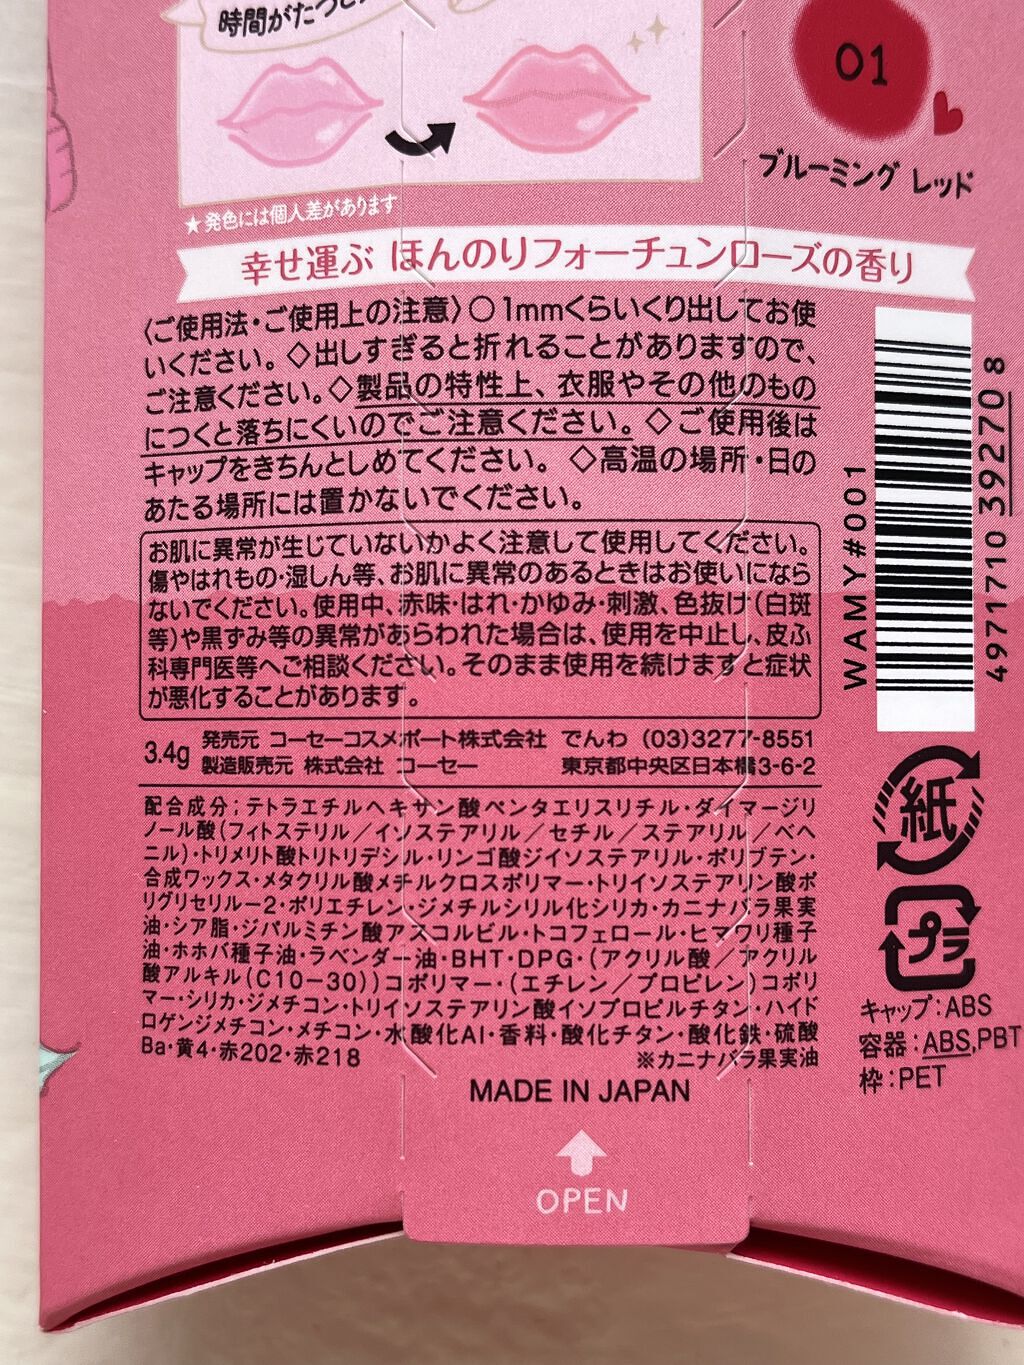 時間がたつと
01
ブルーミング レッド
★発色には個人差があります
幸せ運ぶ ほんのりフォーチュンローズの香り
〈ご使用法・ご使用上の注意〉○1mmくらいくり出してお使
いください。◇出しすぎると折れることがありますので、
ご注意ください。◇製品の特性上、衣服やその他のもの
につくと落ちにくいのでご注意ください。◇ご使用後は
キャップをきちんとしめてください。◇高温の場所・日の
あたる場所には置かないでください。
お肌に異常が生じていないかよく注意して使用してください。
傷やはれもの・湿しん等、お肌に異常のあるときはお使いになら
ないでください。使用中、赤味・はれ・かゆみ・刺激、色抜け(白斑
等)や黒ずみ等の異常があらわれた場合は、使用を中止し、皮ふ
科専門医等へご相談ください。そのまま使用を続けますと症状
が悪化することがあります。
3.4g
発売元 コーセーコスメポート株式会社 でんわ (03)3277-8551
製造販売元 株式会社 コーセー 東京都中央区日本橋3-6-2
配合成分：テトラエチルヘキサン酸ペンタエリスリチル・ダイマージリ
ノール酸(フィトステリル／イソステアリル／セチル／ステアリル／ベヘ
ニル)・トリメリト酸トリトリデシル・リンゴ酸ジイソステアリル・ポリブテン・
合成ワックス・メタクリル酸メチルクロスポリマー・トリイソステアリン酸ポ
リグリセリル－2・ポリエチレン・ジメチルシリル化シリカ・カニナバラ果実
油・シア脂・ジパルミチン酸アスコルビル・トコフェロール・ヒマワリ種子
油・ホホバ種子油・ラベンダー油・BHT・DPG・(アクリル酸／アクリル
酸アルキル(C10－30))コポリマー・(エチレン／プロピレン)コポリ
マー・シリカ・ジメチコン・トリイソステアリン酸イソプロピルチタン・ハイド
ロゲンジメチコン・メチコン・水酸化Al・香料・酸化チタン・酸化鉄・硫酸
Ba・黄4・赤202・赤218
※カニナバラ果実油
MADE IN JAPAN
OPEN
WAMY#001
4971710 392708
紙
プラ
キャップ：ABS
容器：ABS,PBT
枠：PET